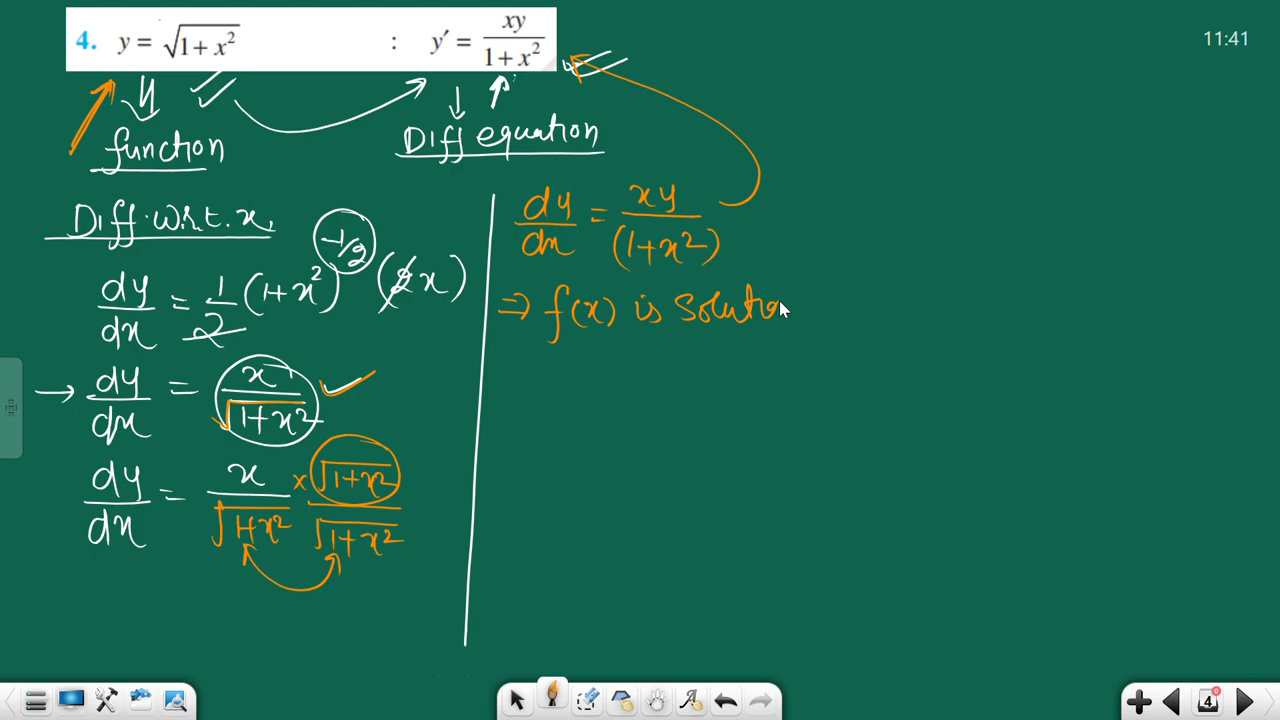 4. y = √1 + x² : y′ = xy / 1 + x²
11:41
function
Diff equation
Diff. w.r.t. x.
dy/dx = 1/2 (1+x²)^-1/2 (2x)
→ dy/dx = x / √1+x²
dy/dx = x / √1+x² × √1+x² / √1+x²
dy/dx = xy / (1+x²)
⇒ f(x) is Solutio
4